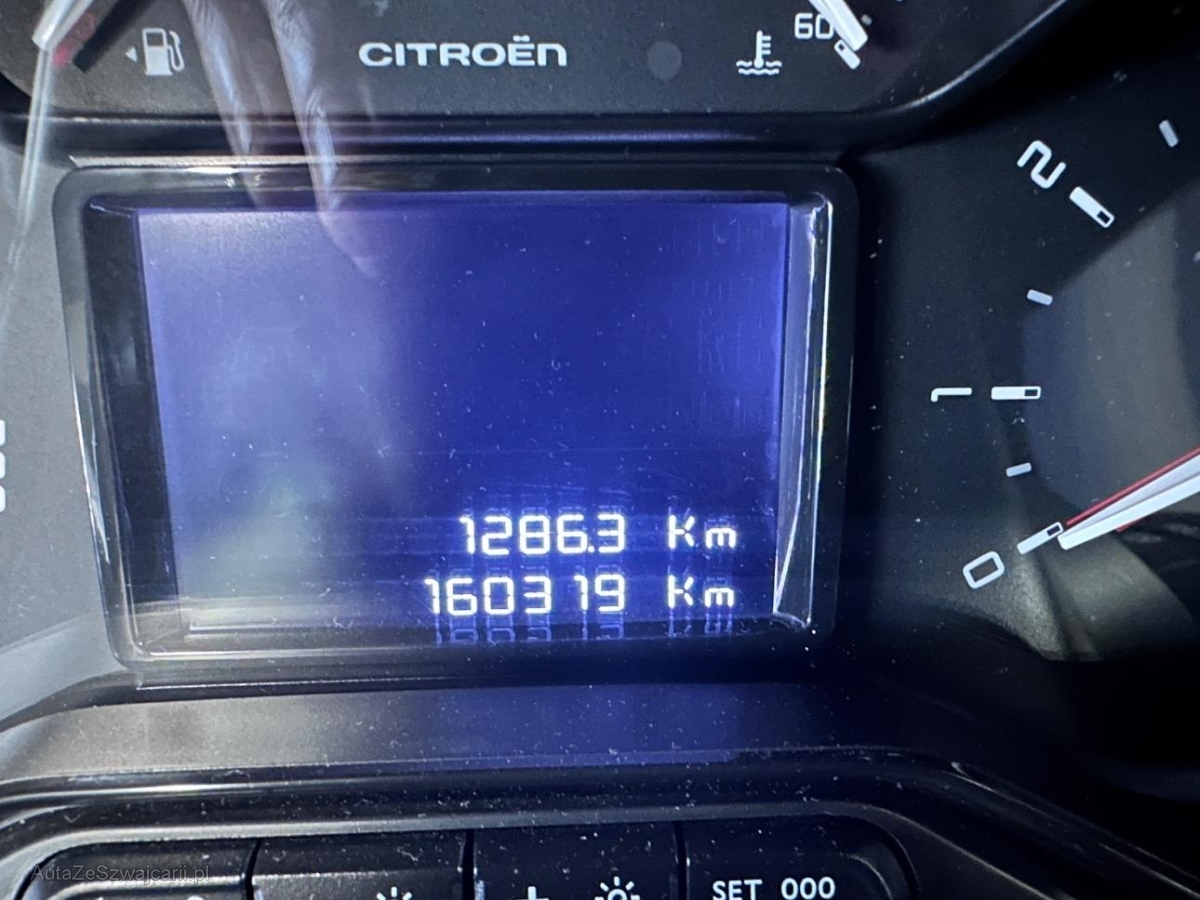 CITROËN
60
2
1
0
1286.3 Km
160319 Km
SET 000
AutaZeSzwajcarii.pl